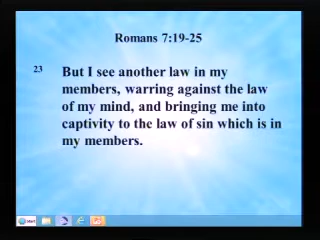 Romans 7:19-25
23 But I see another law in my
members, warring against the law
of my mind, and bringing me into
captivity to the law of sin which is in
my members.
start